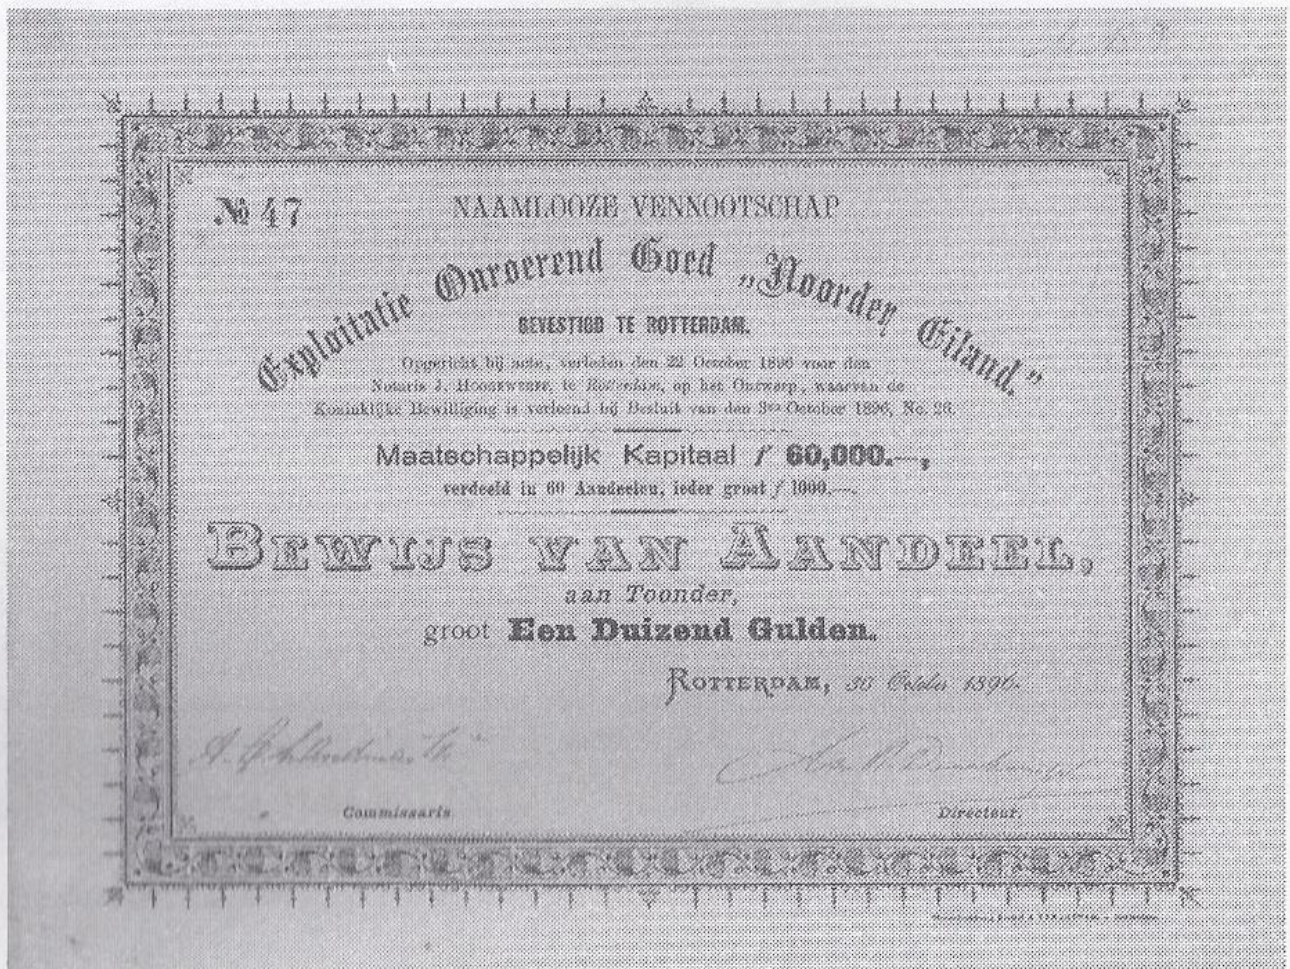 № 47
NAAMLOOZE VENNOOTSCHAP
Exploitatie Onroerend Goed „Noorder Eiland.”
GEVESTIGD TE ROTTERDAM.
Opgericht bij acte, verleden den 22 October 1896 voor den
Notaris J. te Rotterdam, op het Ontwerp, waarvan de
Koninklijke Bewilliging is verleend bij Besluit van den 3den October 1896, No. 26.
Maatschappelijk Kapitaal f 60,000.—,
verdeeld in 60 Aandeelen, ieder groot f 1000.—.
BEWIJS VAN AANDEEL,
aan Toonder,
groot Een Duizend Gulden.
ROTTERDAM, 30 October 1896.
Commissaris
Directeur.